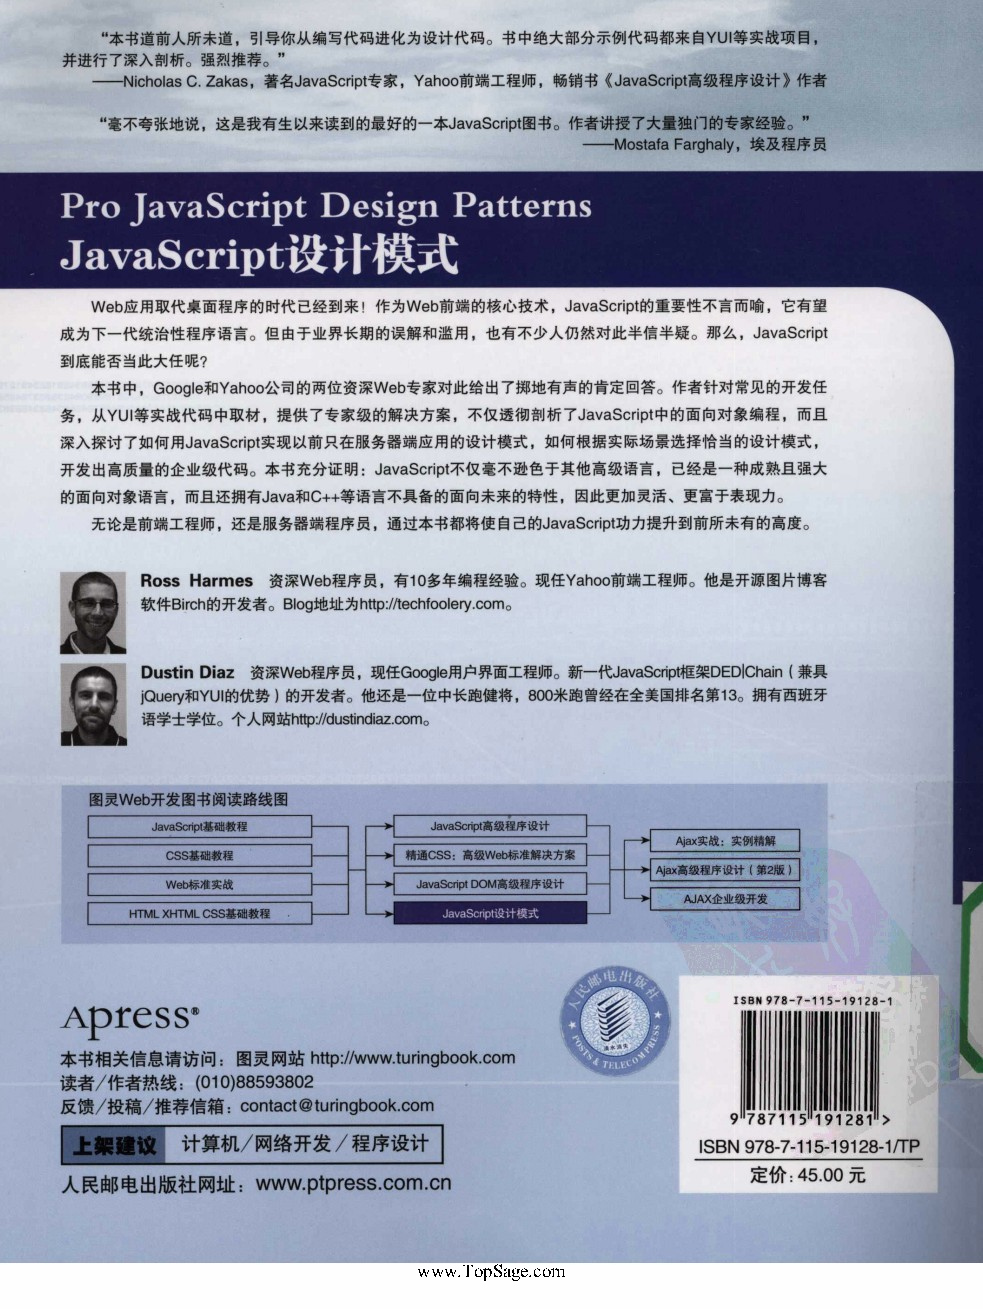 “本书道前人所未道，引导你从编写代码进化为设计代码。书中绝大部分示例代码都来自YUI等实战项目，
并进行了深入剖析。强烈推荐。”
——Nicholas C. Zakas，著名JavaScript专家，Yahoo前端工程师，畅销书《JavaScript高级程序设计》作者
“毫不夸张地说，这是我有生以来读到的最好的一本JavaScript图书。作者讲授了大量独门的专家经验。”
——Mostafa Farghaly，埃及程序员
Pro JavaScript Design Patterns
JavaScript设计模式
Web应用取代桌面程序的时代已经到来！作为Web前端的核心技术，JavaScript的重要性不言而喻，它有望
成为下一代统治性程序语言。但由于业界长期的误解和滥用，也有不少人仍然对此半信半疑。那么，JavaScript
到底能否当此大任呢？
本书中，Google和Yahoo公司的两位资深Web专家对此给出了掷地有声的肯定回答。作者针对常见的开发任
务，从YUI等实战代码中取材，提供了专家级的解决方案，不仅透彻剖析了JavaScript中的面向对象编程，而且
深入探讨了如何用JavaScript实现以前只在服务器端应用的设计模式，如何根据实际场景选择恰当的设计模式，
开发出高质量的企业级代码。本书充分证明：JavaScript不仅毫不逊色于其他高级语言，已经是一种成熟且强大
的面向对象语言，而且还拥有Java和C++等语言不具备的面向未来的特性，因此更加灵活、更富于表现力。
无论是前端工程师，还是服务器端程序员，通过本书都将使自己的JavaScript功力提升到前所未有的高度。
Ross Harmes 资深Web程序员，有10多年编程经验。现任Yahoo前端工程师。他是开源图片博客
软件Birch的开发者。Blog地址为http://techfoolery.com。
Dustin Diaz 资深Web程序员，现任Google用户界面工程师。新一代JavaScript框架DED|Chain（兼具
jQuery和YUI的优势）的开发者。他还是一位中长跑健将，800米跑曾经在全美国排名第13。拥有西班牙
语学士学位。个人网站http://dustindiaz.com。
图灵Web开发图书阅读路线图
JavaScript基础教程
CSS基础教程
Web标准实战
HTML XHTML CSS基础教程
JavaScript高级程序设计
精通CSS：高级Web标准解决方案
JavaScript DOM高级程序设计
JavaScript设计模式
Ajax实战：实例精解
Ajax高级程序设计（第2版）
AJAX企业级开发
Apress®
本书相关信息请访问：图灵网站 http://www.turingbook.com
读者/作者热线：(010)88593802
反馈/投稿/推荐信箱：contact@turingbook.com
上架建议 计算机/网络开发/程序设计
人民邮电出版社网址：www.ptpress.com.cn
人民邮电出版社
POSTS & TELECOM PRESS
ISBN 978-7-115-19128-1
9 787115 191281 >
ISBN 978-7-115-19128-1/TP
定价：45.00 元
www.TopSage.com